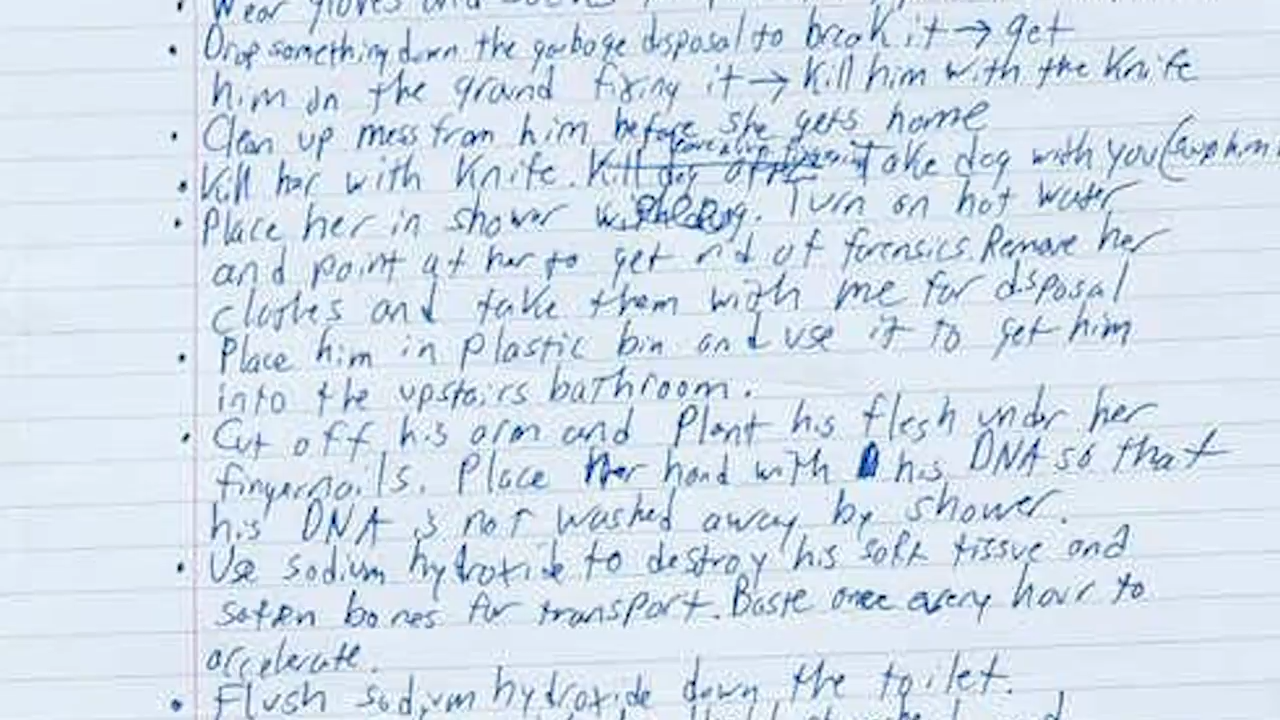 • Wear gloves and
• Drop something down the garbage disposal to break it → get
him on the ground fixing it → Kill him with the Knife
• Clean up mess from him before she gets home
• Kill her with Knife. Kill dog after Take dog with you
• Place her in shower with dog. Turn on hot water
and point at her to get rid of forensics. Remove her
clothes and take them with me for disposal
• Place him in plastic bin and use it to get him
into the upstairs bathroom.
• Cut off his arm and Plant his flesh under her
fingernails. Place her hand with his DNA so that
his DNA is not washed away by shower.
• Use sodium hydroxide to destroy his soft tissue and
soften bones for transport. Baste once every hour to
accelerate.
• Flush sodium hydroxide down the toilet.